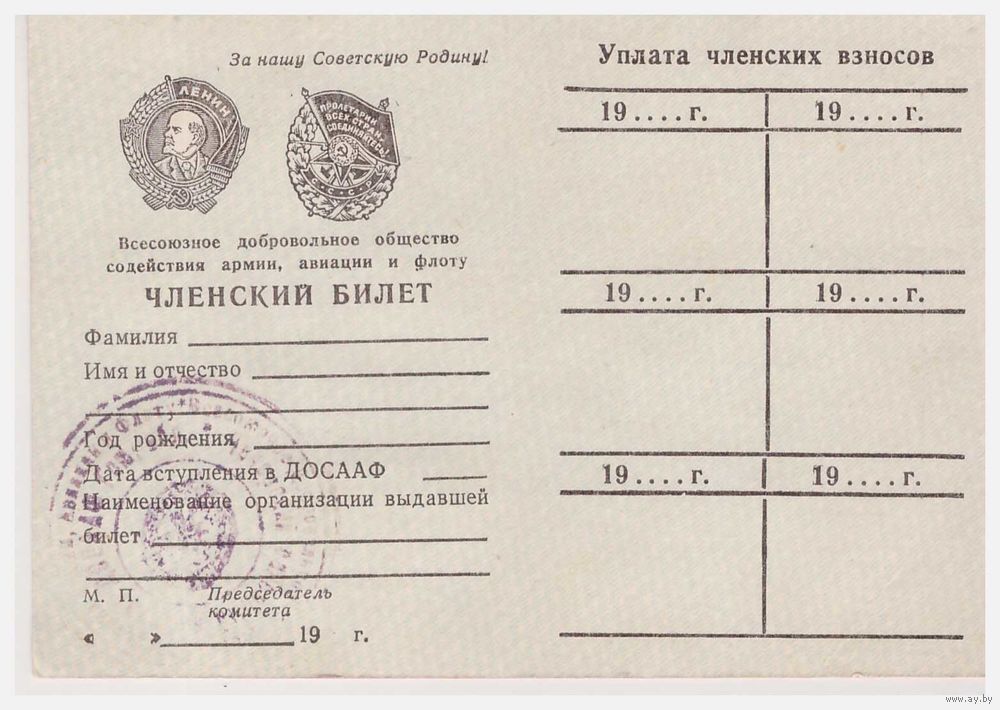 За нашу Советскую Родину!
ЛЕНИН
ПРОЛЕТАРИИ
ВСЕХ СТРАН
СОЕДИНЯЙТЕСЬ!
СССР
Всесоюзное добровольное общество
содействия армии, авиации и флоту
ЧЛЕНСКИЙ БИЛЕТ
Фамилия
Имя и отчество
Год рождения
Дата вступления в ДОСААФ
Наименование организации выдавшей
билет
М. П. Председатель
комитета
« » 19 г.
Уплата членских взносов
19....г. 19....г.
19....г. 19....г.
19....г. 19....г.
www.ay.by